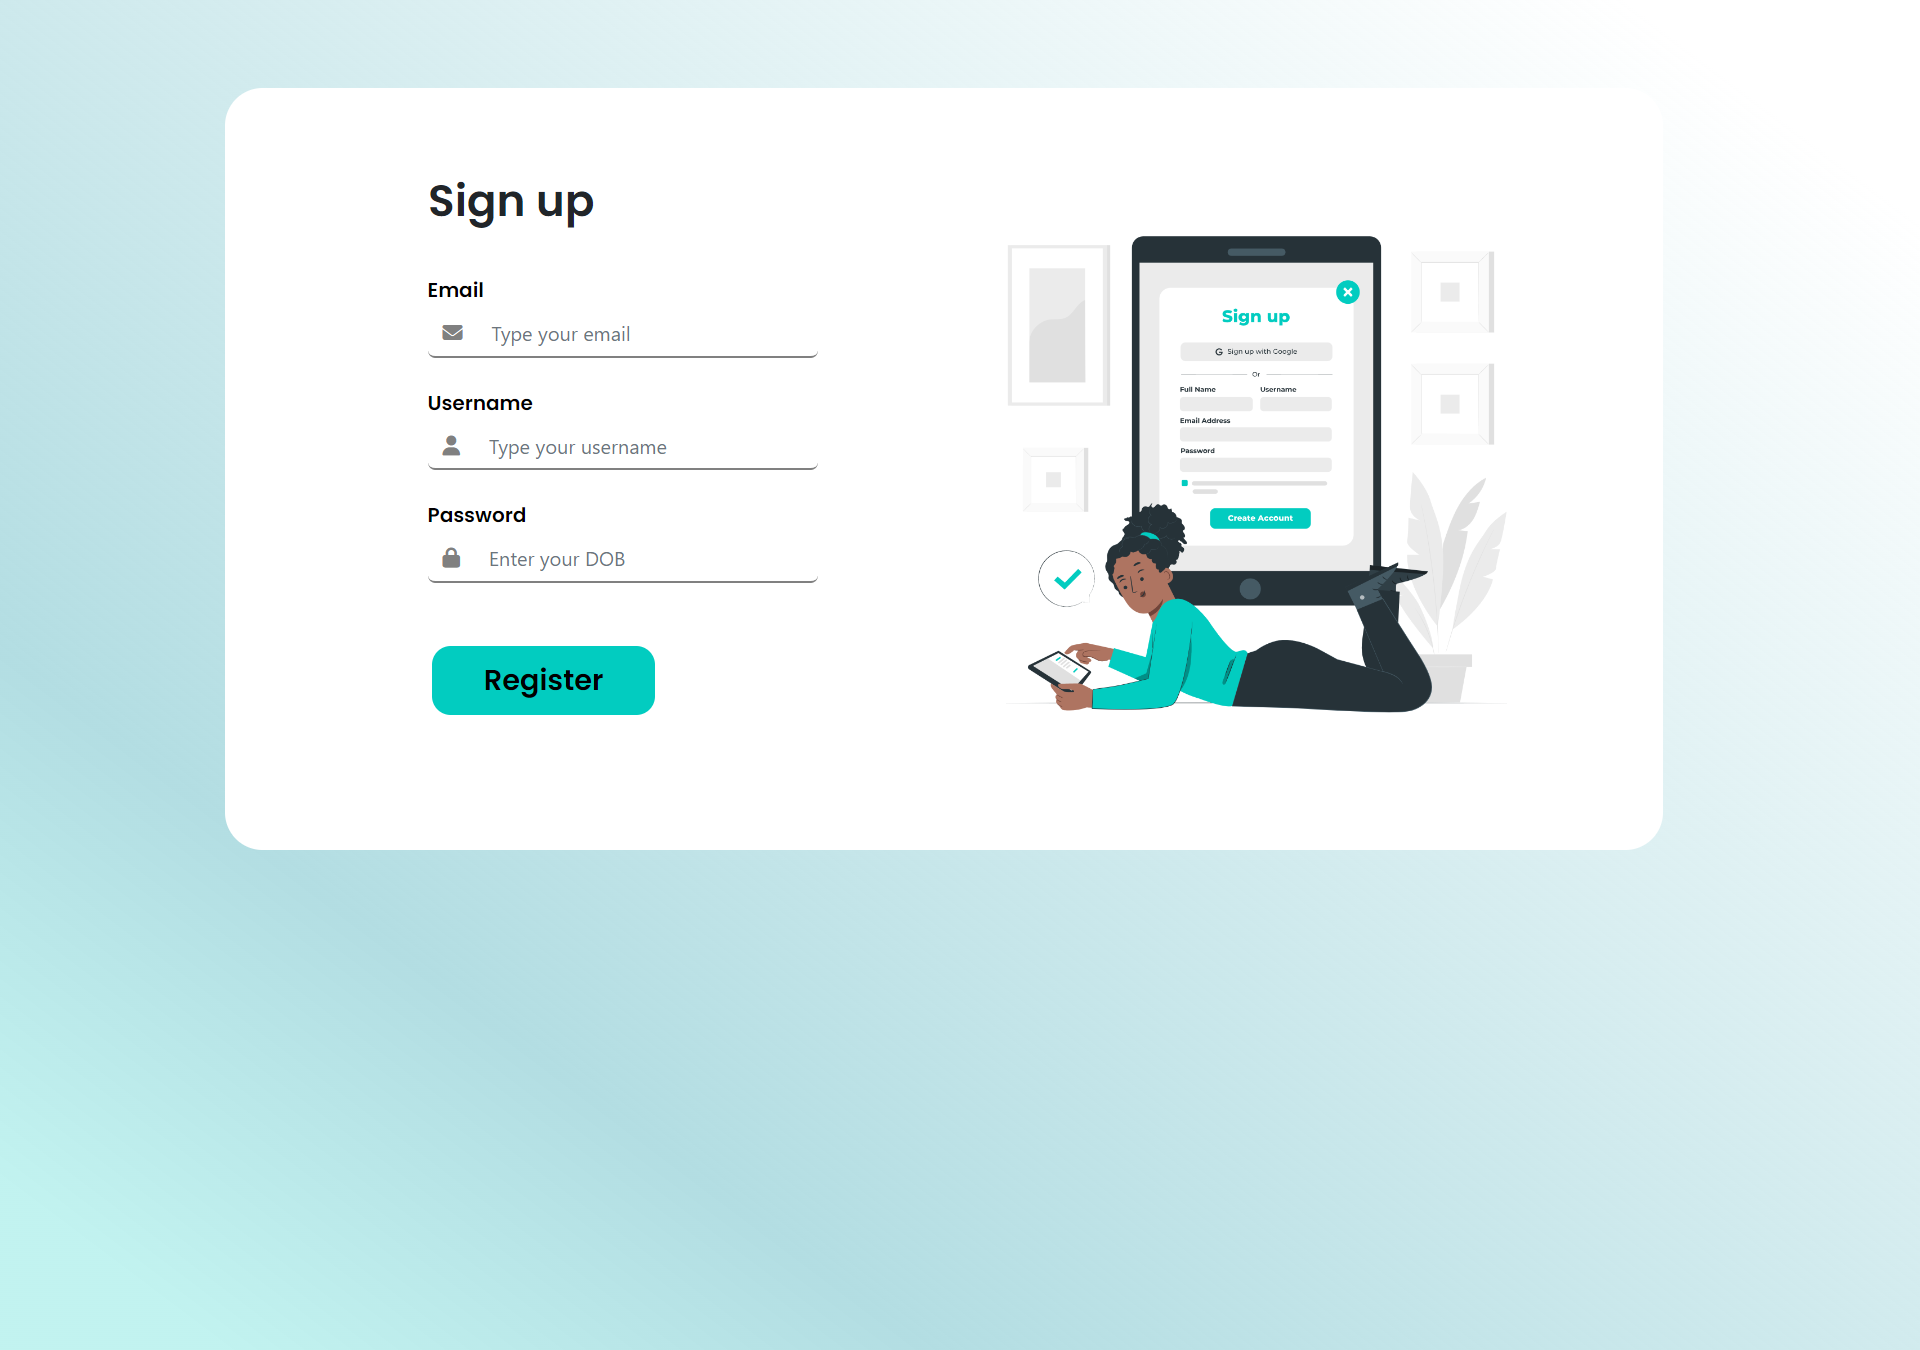 Sign up
Email
Type your email
Username
Type your username
Password
Enter your DOB
Register
Sign up
G Sign up with Google
Or
Full Name Username
Email Address
Password
Create Account